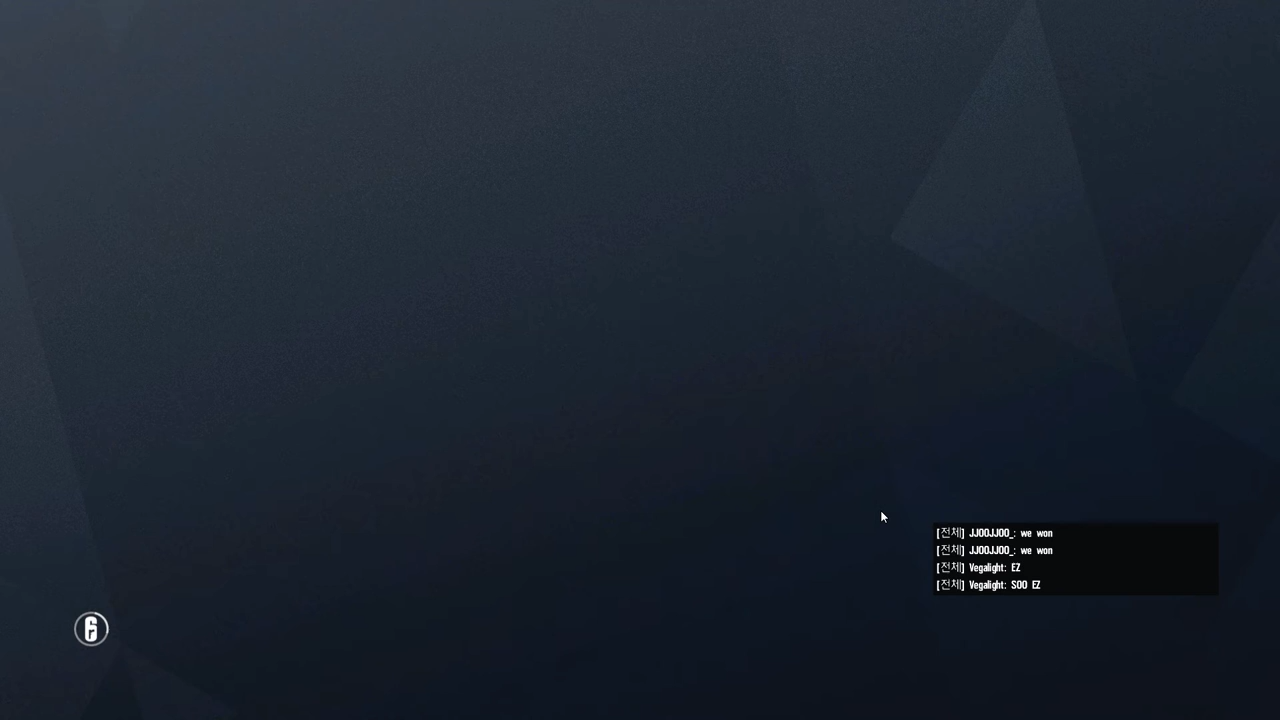 [전체] JJOOJJOO_: we won
[전체] JJOOJJOO_: we won
[전체] Vegalight: EZ
[전체] Vegalight: SOO EZ
6